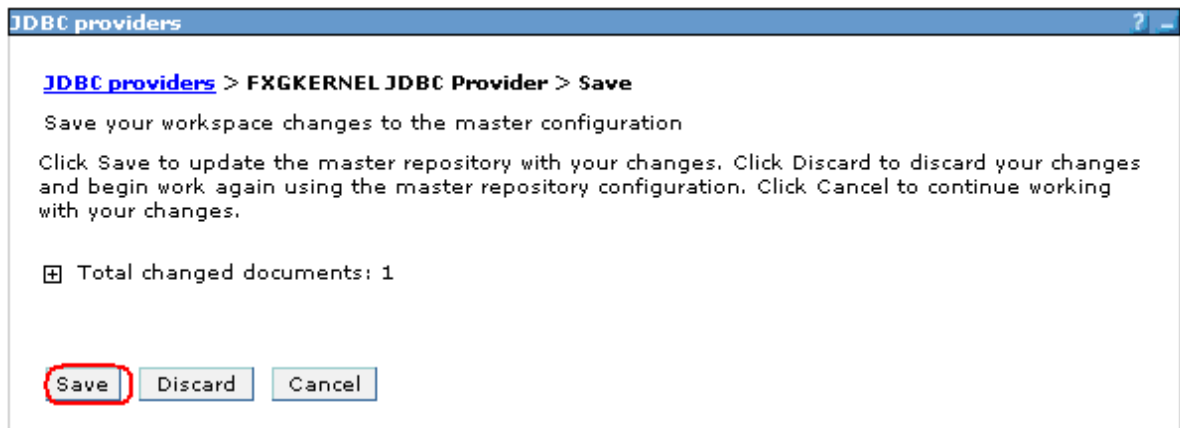 JDBC providers ? –
JDBC providers > FXGKERNEL JDBC Provider > Save
Save your workspace changes to the master configuration
Click Save to update the master repository with your changes. Click Discard to discard your changes
and begin work again using the master repository configuration. Click Cancel to continue working
with your changes.
+ Total changed documents: 1
Save Discard Cancel